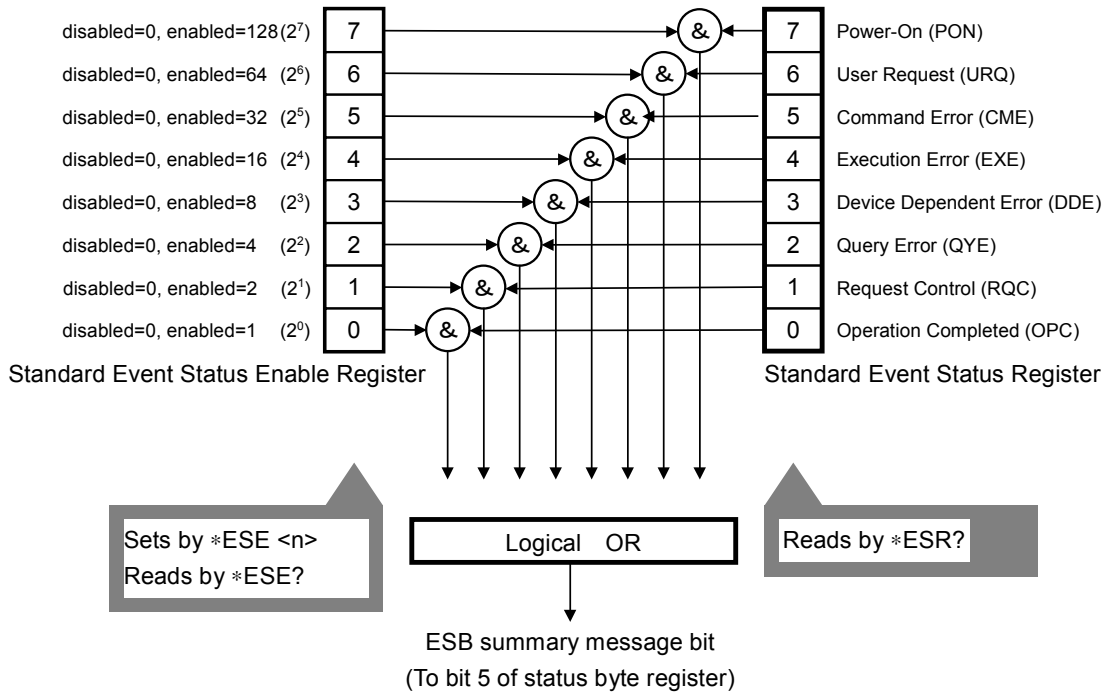 disabled=0, enabled=128(2⁷) 7 & 7 Power-On (PON)
disabled=0, enabled=64 (2⁶) 6 & 6 User Request (URQ)
disabled=0, enabled=32 (2⁵) 5 & 5 Command Error (CME)
disabled=0, enabled=16 (2⁴) 4 & 4 Execution Error (EXE)
disabled=0, enabled=8 (2³) 3 & 3 Device Dependent Error (DDE)
disabled=0, enabled=4 (2²) 2 & 2 Query Error (QYE)
disabled=0, enabled=2 (2¹) 1 & 1 Request Control (RQC)
disabled=0, enabled=1 (2⁰) 0 & 0 Operation Completed (OPC)
Standard Event Status Enable Register
Standard Event Status Register
Sets by ∗ESE <n>
Reads by ∗ESE?
Logical OR
Reads by ∗ESR?
ESB summary message bit
(To bit 5 of status byte register)